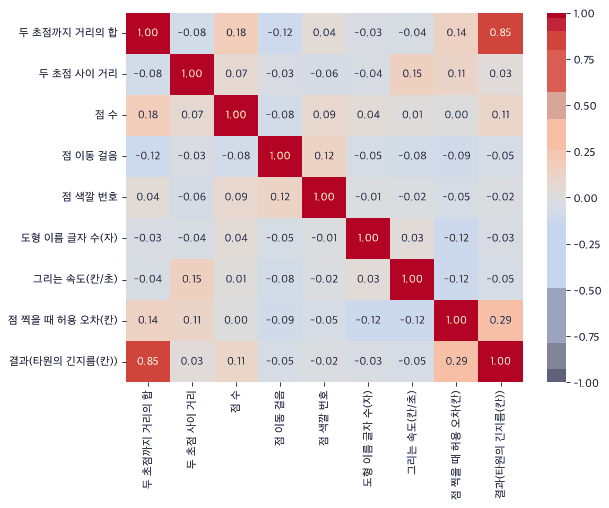 두 초점까지 거리의 합 1.00 -0.08 0.18 -0.12 0.04 -0.03 -0.04 0.14 0.85
두 초점 사이 거리 -0.08 1.00 0.07 -0.03 -0.06 -0.04 0.15 0.11 0.03
점 수 0.18 0.07 1.00 -0.08 0.09 0.04 0.01 0.00 0.11
점 이동 걸음 -0.12 -0.03 -0.08 1.00 0.12 -0.05 -0.08 -0.09 -0.05
점 색깔 번호 0.04 -0.06 0.09 0.12 1.00 -0.01 -0.02 -0.05 -0.02
도형 이름 글자 수(자) -0.03 -0.04 0.04 -0.05 -0.01 1.00 0.03 -0.12 -0.03
그리는 속도(칸/초) -0.04 0.15 0.01 -0.08 -0.02 0.03 1.00 -0.12 -0.05
점 찍을 때 허용 오차(칸) 0.14 0.11 0.00 -0.09 -0.05 -0.12 -0.12 1.00 0.29
결과(타원의 긴지름(칸)) 0.85 0.03 0.11 -0.05 -0.02 -0.03 -0.05 0.29 1.00
두 초점까지 거리의 합
두 초점 사이 거리
점 수
점 이동 걸음
점 색깔 번호
도형 이름 글자 수(자)
그리는 속도(칸/초)
점 찍을 때 허용 오차(칸)
결과(타원의 긴지름(칸))
1.00
0.75
0.50
0.25
0.00
-0.25
-0.50
-0.75
-1.00